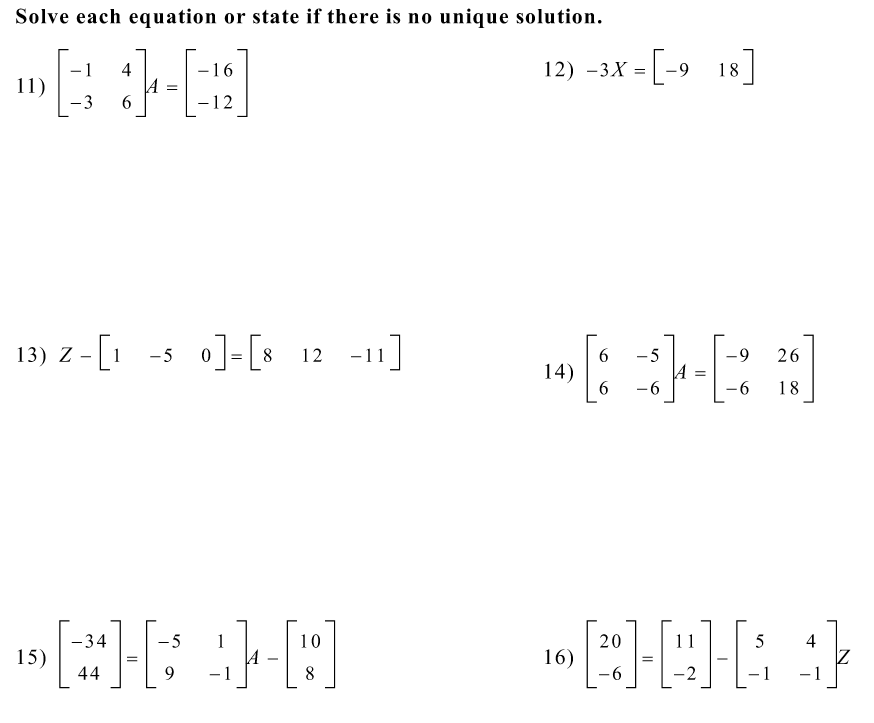 Solve each equation or state if there is no unique solution.
11) [−1 4; −3 6] A = [−16; −12]
12) −3X = [−9 18]
13) Z − [1 −5 0] = [8 12 −11]
14) [6 −5; 6 −6] A = [−9 26; −6 18]
15) [−34; 44] = [−5 1; 9 −1] A − [10; 8]
16) [20; −6] = [11; −2] − [5 4; −1 −1] Z